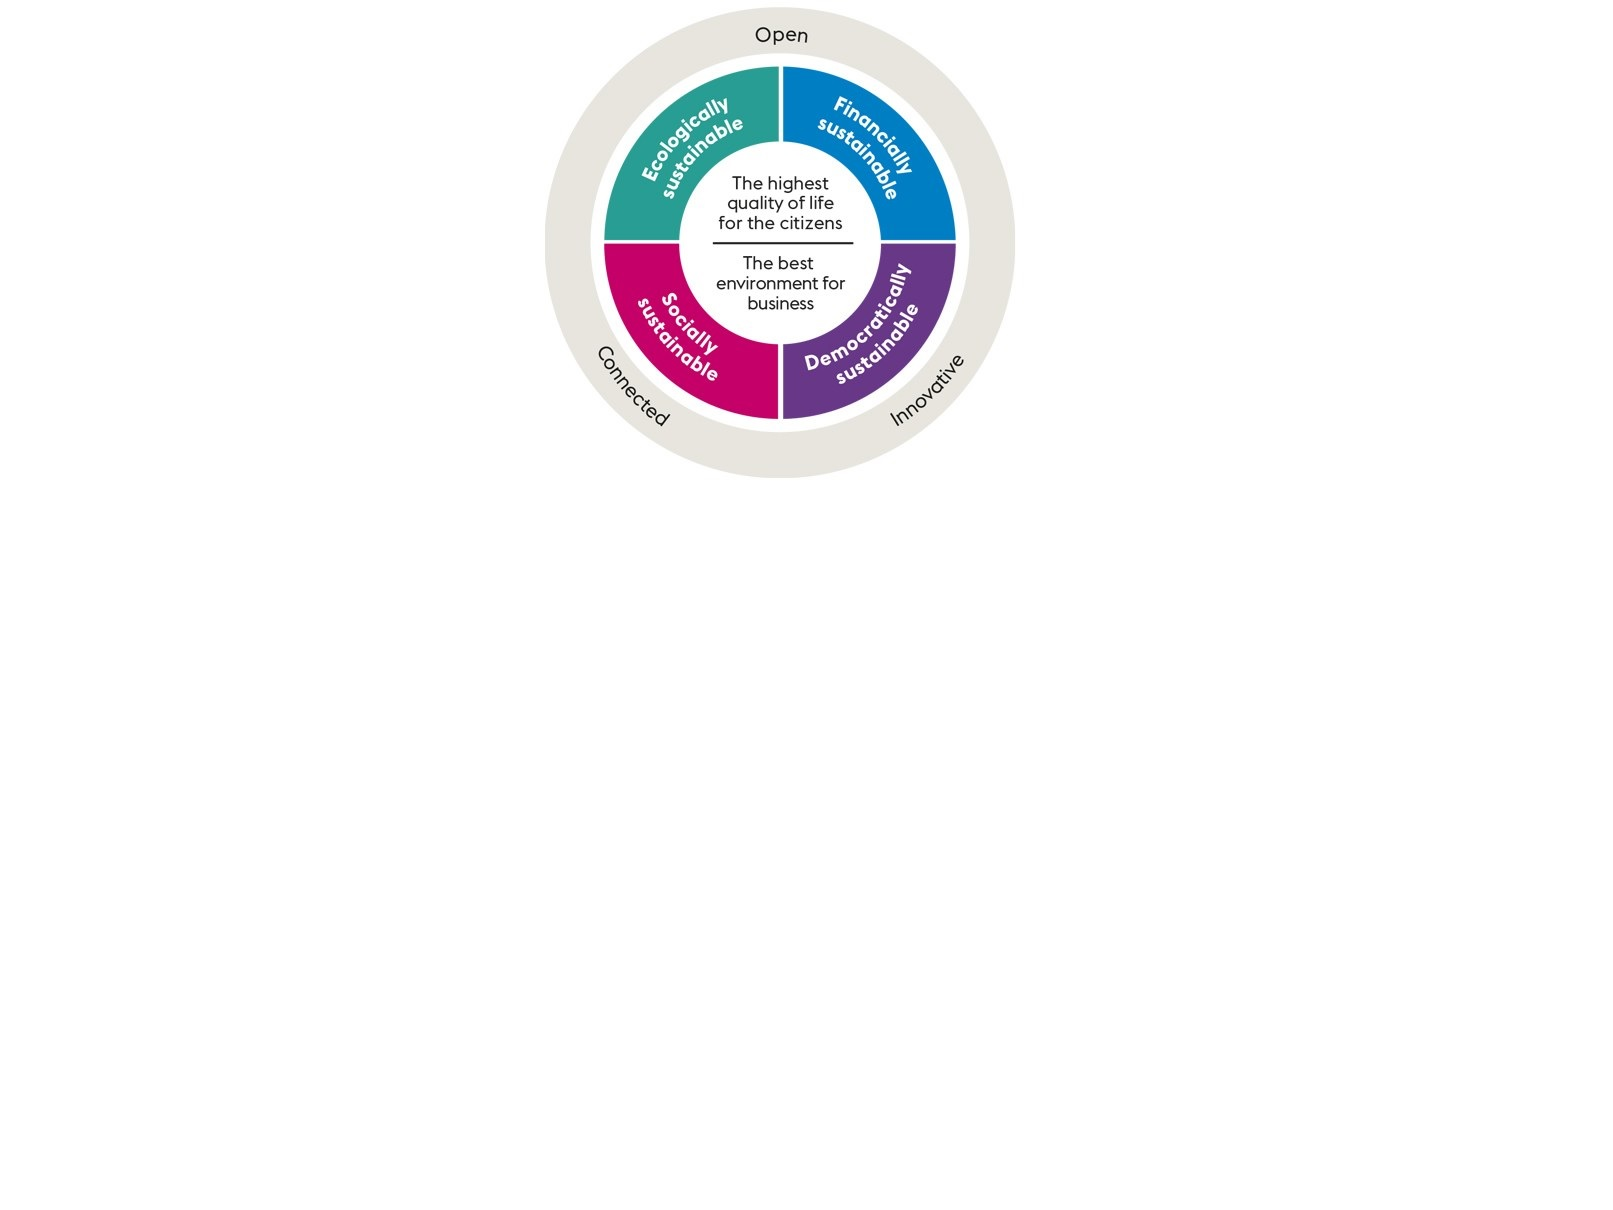 Open
Ecologically
sustainable
Financially
sustainable
The highest
quality of life
for the citizens
The best
environment for
business
Socially
sustainable
Democratically
sustainable
Connected
Innovative